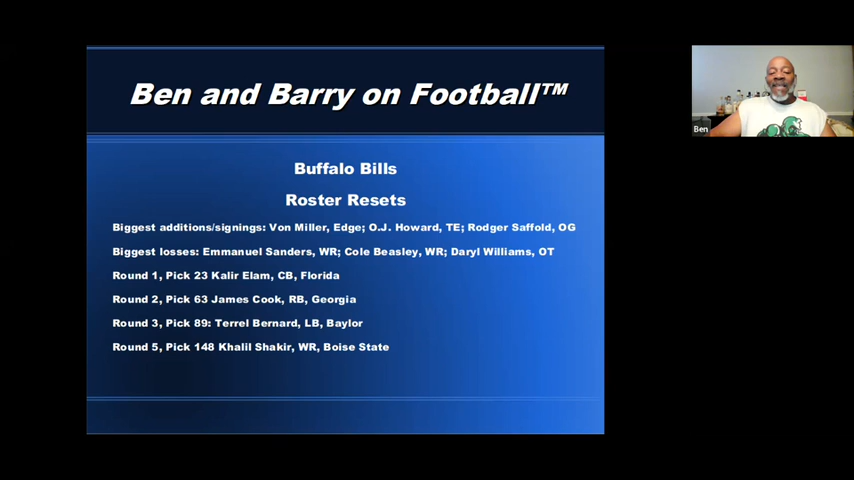 Ben and Barry on Football™
Buffalo Bills
Roster Resets
Biggest additions/signings: Von Miller, Edge; O.J. Howard, TE; Rodger Saffold, OG
Biggest losses: Emmanuel Sanders, WR; Cole Beasley, WR; Daryl Williams, OT
Round 1, Pick 23 Kalir Elam, CB, Florida
Round 2, Pick 63 James Cook, RB, Georgia
Round 3, Pick 89: Terrel Bernard, LB, Baylor
Round 5, Pick 148 Khalil Shakir, WR, Boise State
Ben